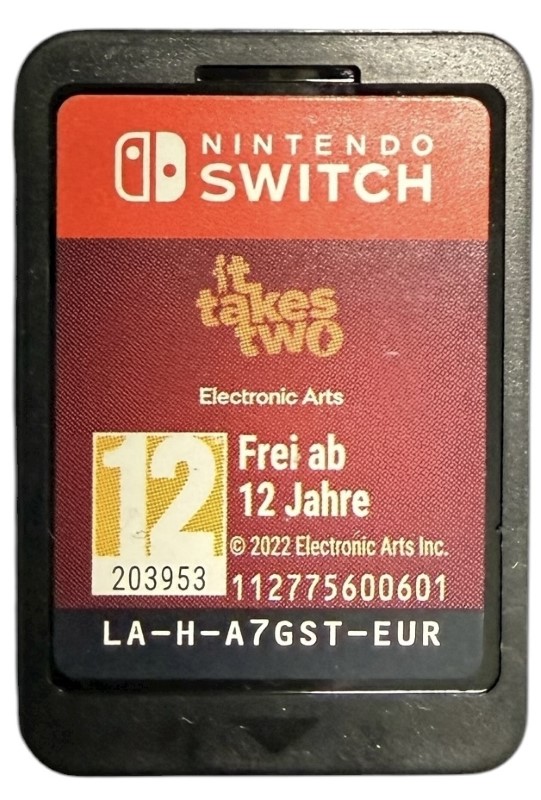 NINTENDO
SWITCH
it
takes
two
Electronic Arts
12
Frei ab
12 Jahre
© 2022 Electronic Arts Inc.
203953
112775600601
LA-H-A7GST-EUR